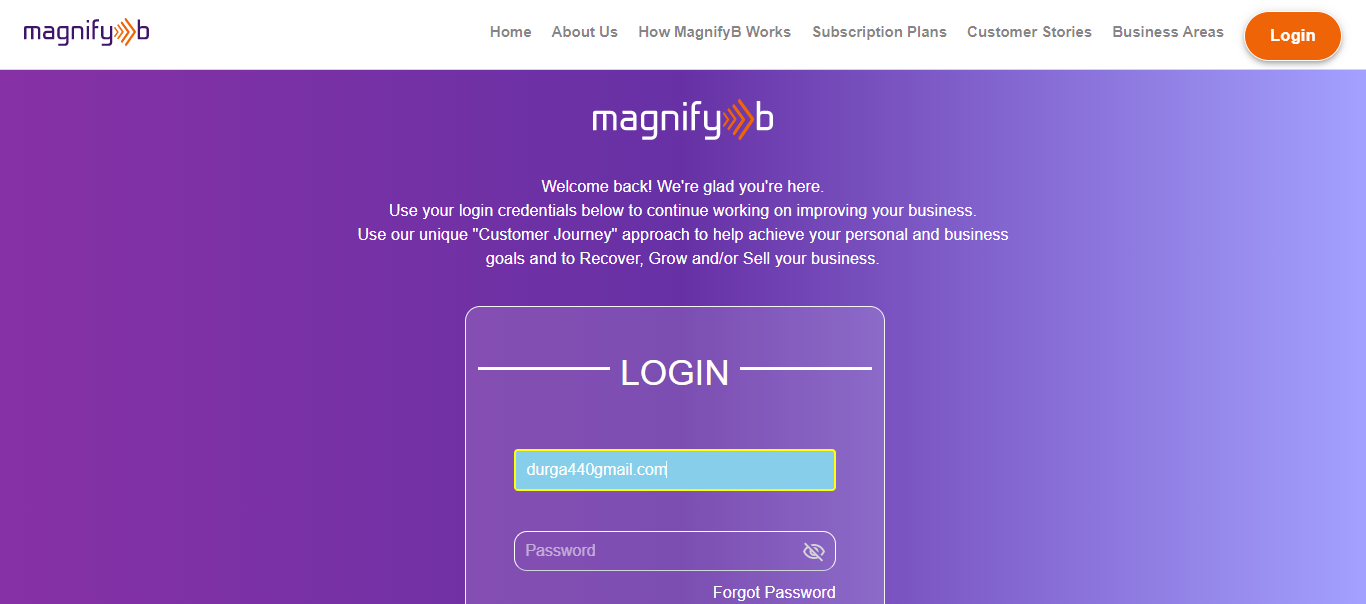 magnifyb
Home About Us How MagnifyB Works Subscription Plans Customer Stories Business Areas Login
magnifyb
Welcome back! We're glad you're here.
Use your login credentials below to continue working on improving your business.
Use our unique "Customer Journey" approach to help achieve your personal and business
goals and to Recover, Grow and/or Sell your business.
LOGIN
durga440gmail.com
Password
Forgot Password